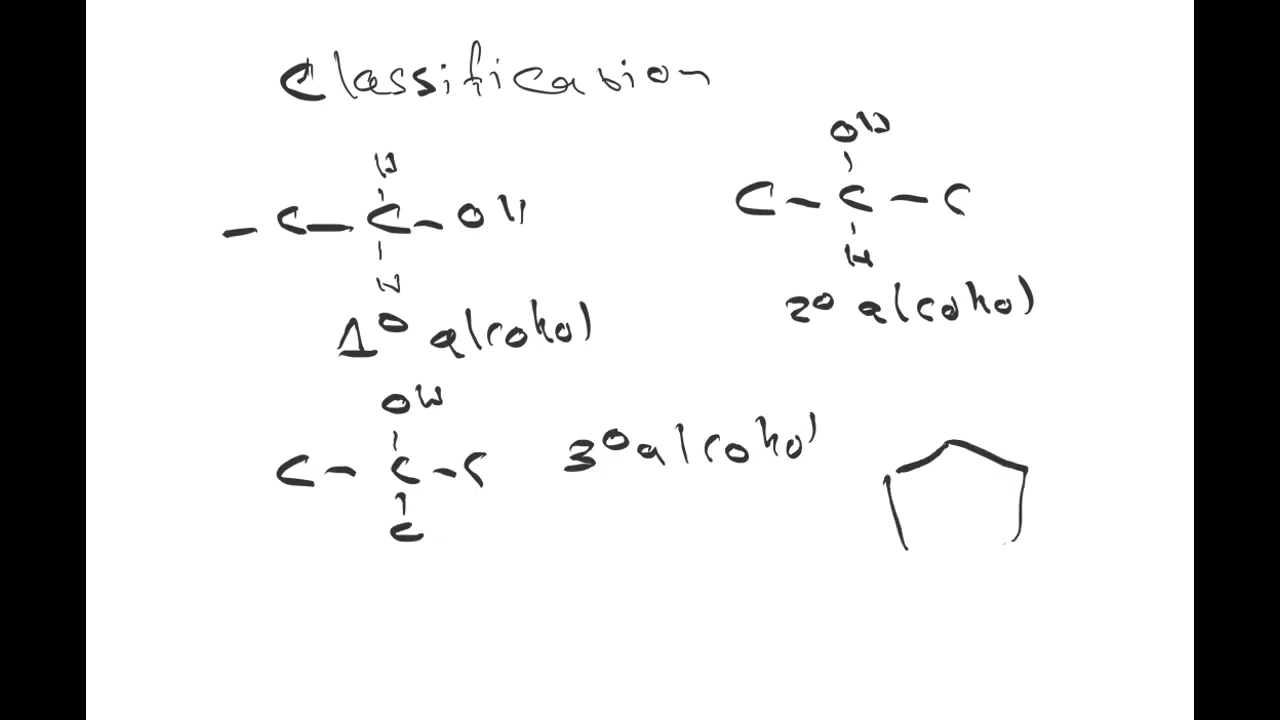 Classification
H
OH
- C - C - OH
C - C - C
H
H
1° alcohol
2° alcohol
OH
C - C - C
3° alcohol
C